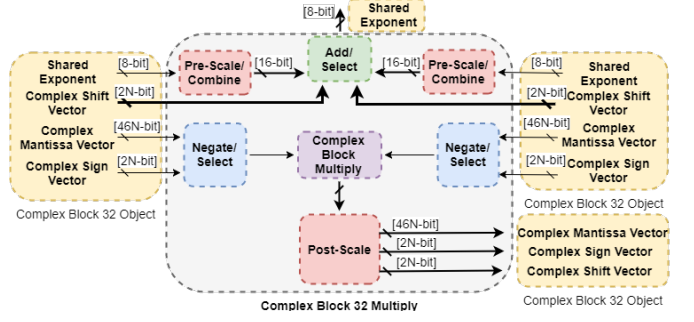 [8-bit]
Shared
Exponent
Add/
Select
[8-bit]
Pre-Scale/
Combine
[16-bit]
[16-bit]
Pre-Scale/
Combine
[8-bit]
Shared
Exponent
Complex Shift
Vector
Complex
Mantissa Vector
Complex Sign
Vector
[2N-bit]
[46N-bit]
[2N-bit]
Complex Block 32 Object
Negate/
Select
Complex
Block
Multiply
Negate/
Select
[2N-bit]
[46N-bit]
[2N-bit]
Shared
Exponent
Complex Shift
Vector
Complex
Mantissa Vector
Complex Sign
Vector
Complex Block 32 Object
Post-Scale
[46N-bit]
[2N-bit]
[2N-bit]
Complex Mantissa Vector
Complex Sign Vector
Complex Shift Vector
Complex Block 32 Object
Complex Block 32 Multiply